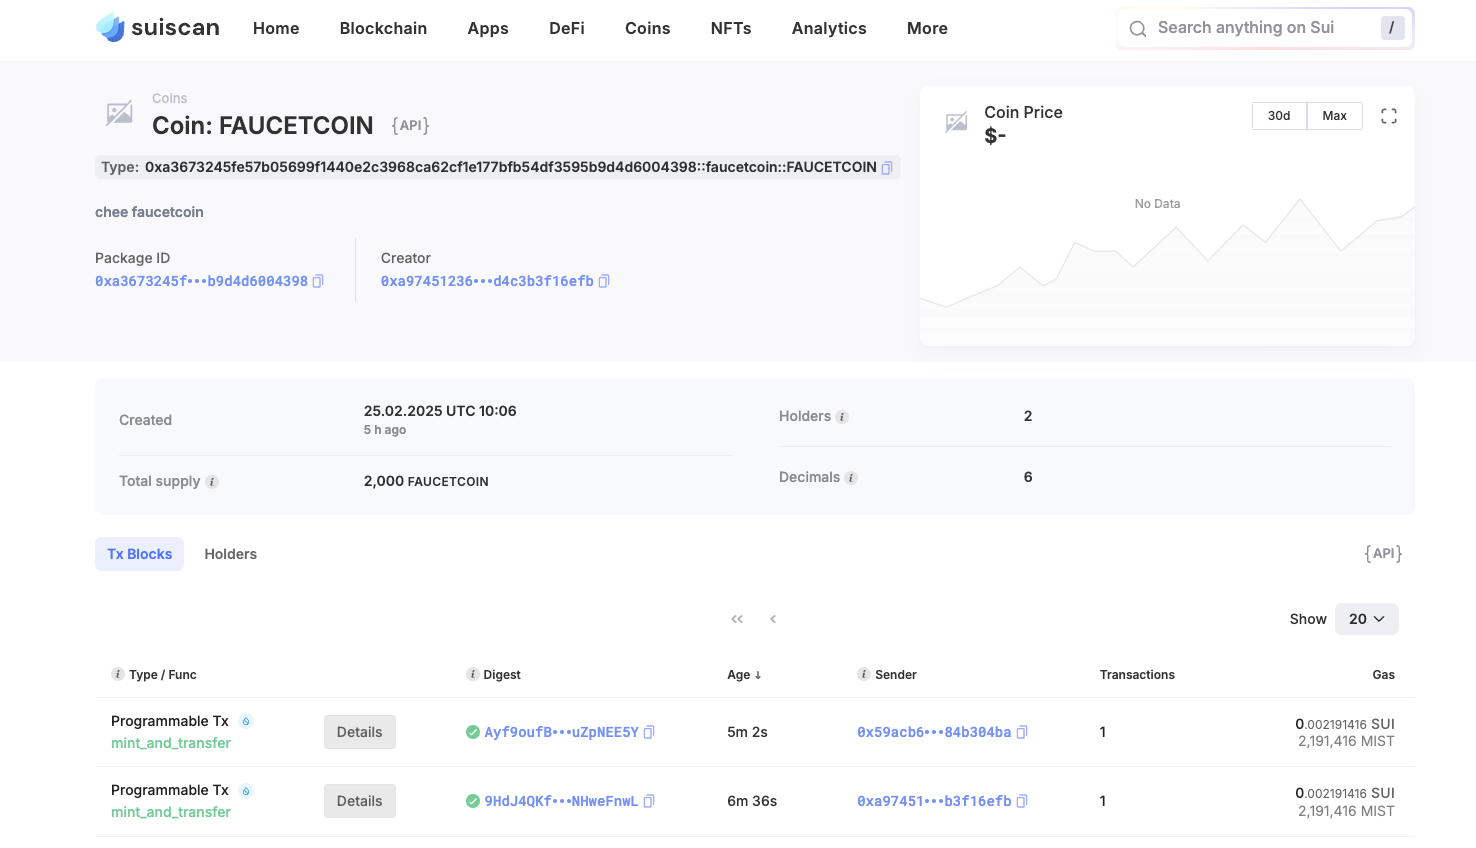 suiscan Home Blockchain Apps DeFi Coins NFTs Analytics More Search anything on Sui /
Coins
Coin: FAUCETCOIN {API}
Type: 0xa3673245fe57b05699f1440e2c3968ca62cf1e177bfb54df3595b9d4d6004398::faucetcoin::FAUCETCOIN
chee faucetcoin
Package ID Creator
0xa3673245f•••b9d4d6004398 0xa97451236•••d4c3b3f16efb
Coin Price 30d Max
$-
No Data
Created 25.02.2025 UTC 10:06
5 h ago
Holders i 2
Total supply i 2,000 FAUCETCOIN
Decimals i 6
Tx Blocks Holders {API}
« ‹ Show 20
i Type / Func i Digest Age ↓ i Sender Transactions Gas
Programmable Tx Details Ayf9oufB•••uZpNEE5Y 5m 2s 0x59acb6•••84b304ba 1 0.002191416 SUI
mint_and_transfer 2,191,416 MIST
Programmable Tx Details 9HdJ4QKf•••NHweFnwL 6m 36s 0xa97451•••b3f16efb 1 0.002191416 SUI
mint_and_transfer 2,191,416 MIST